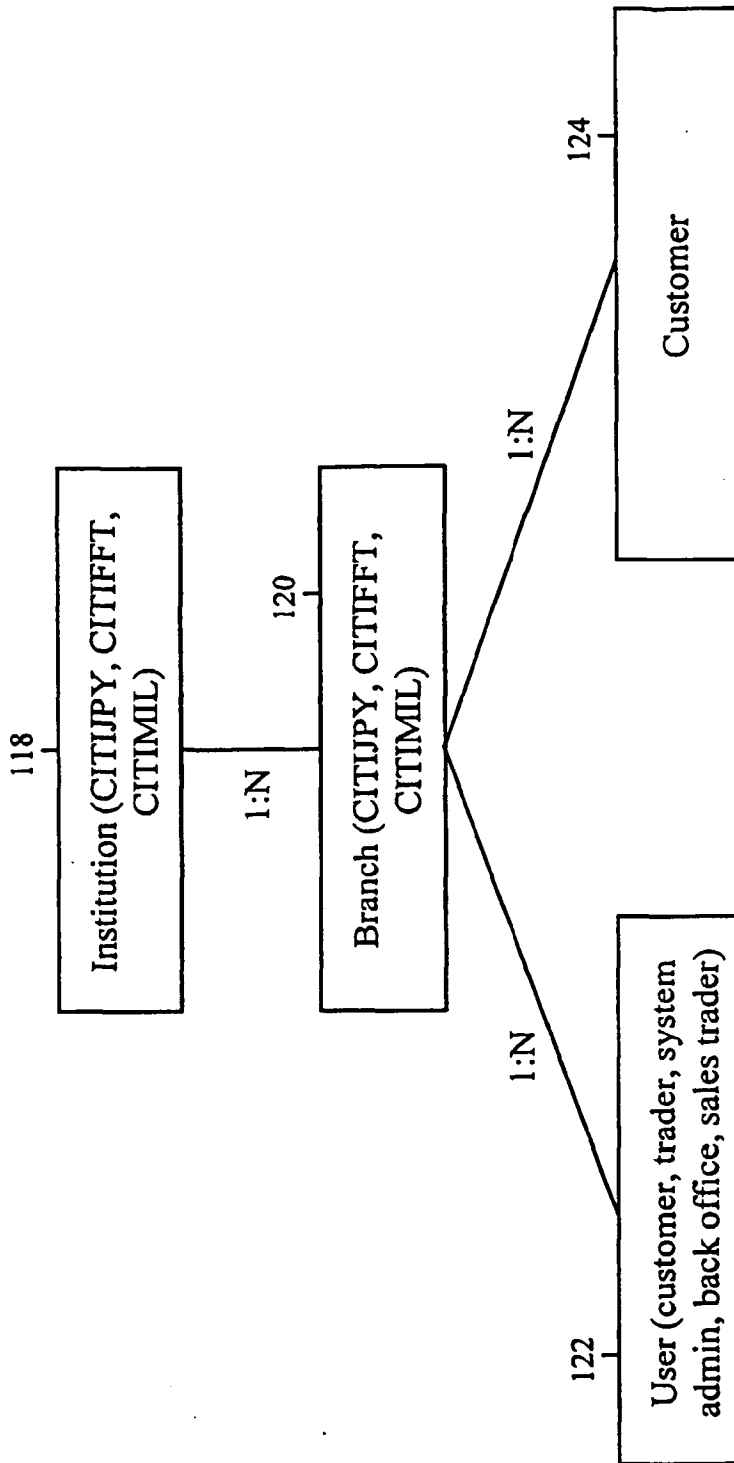 118
Institution (CITIJPY, CITIFFT,
CITIMIL)
1:N
120
Branch (CITIJPY, CITIFFT,
CITIMIL)
1:N
1:N
122
User (customer, trader, system
admin, back office, sales trader)
124
Customer